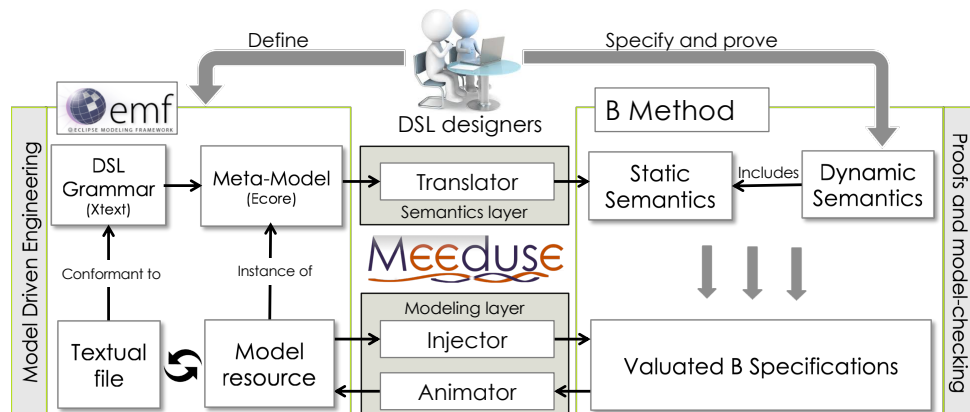 Define
Specify and prove
emf
@ECLIPSE MODELING FRAMEWORK
DSL designers
B Method
Model Driven Engineering
Proofs and model-checking
DSL
Grammar
(Xtext)
Meta-Model
(Ecore)
Translator
Semantics layer
Static
Semantics
Includes
Dynamic
Semantics
MEEDUSE
Conformant to
Instance of
Modeling layer
Textual
file
Model
resource
Injector
Animator
Valuated B Specifications